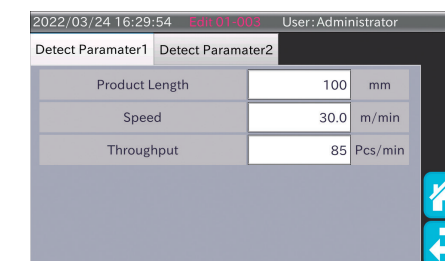 2022/03/24 16:29:54 Edit 01-003 User:Administrator
Detect Paramater1 Detect Paramater2
Product Length 100 mm
Speed 30.0 m/min
Throughput 85 Pcs/min